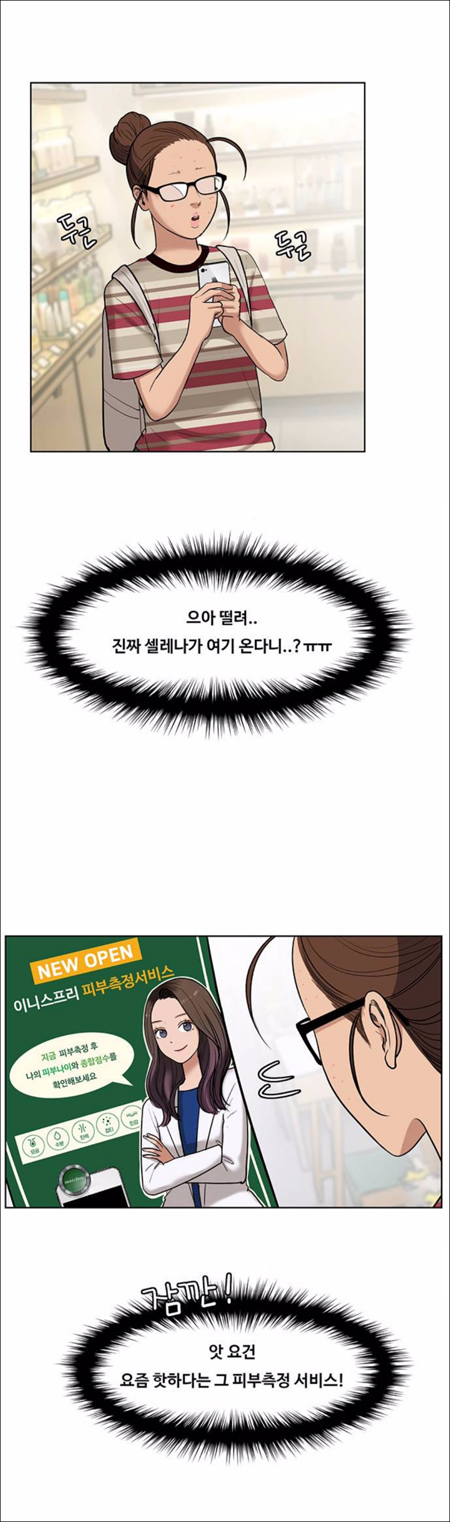 두근
두근
으아 떨려..
진짜 셀레나가 여기 온다니..?ㅠㅠ
NEW OPEN
이니스프리 피부측정서비스
지금 피부측정 후
나의 피부나이와 종합점수를
확인해보세요
모공
주름
잠깐!
앗 요건
요즘 핫하다는 그 피부측정 서비스!